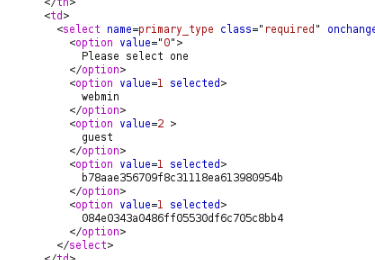 </th>
<td>
<select name=primary_type class="required" onchange
<option value="0">
Please select one
</option>
<option value=1 selected>
webmin
</option>
<option value=2 >
guest
</option>
<option value=1 selected>
b78aae356709f8c31118ea613980954b
</option>
<option value=1 selected>
084e0343a0486ff05530df6c705c8bb4
</option>
</select>
</td>